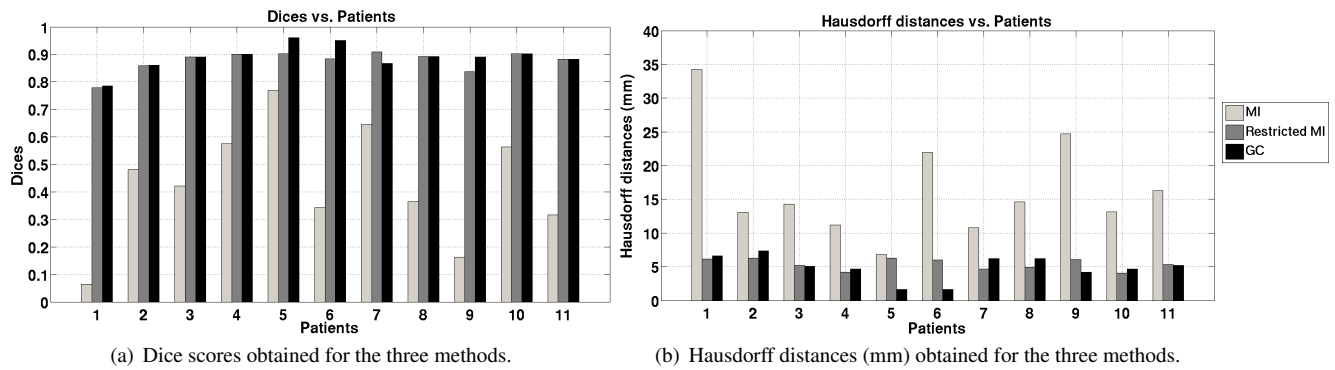 Dices vs. Patients
1
0.9
0.8
0.7
0.6
0.5
0.4
0.3
0.2
0.1
0
Dices
1 2 3 4 5 6 7 8 9 10 11
Patients
(a) Dice scores obtained for the three methods.
Hausdorff distances vs. Patients
40
35
30
25
20
15
10
5
0
Hausdorff distances (mm)
1 2 3 4 5 6 7 8 9 10 11
Patients
MI
Restricted MI
GC
(b) Hausdorff distances (mm) obtained for the three methods.